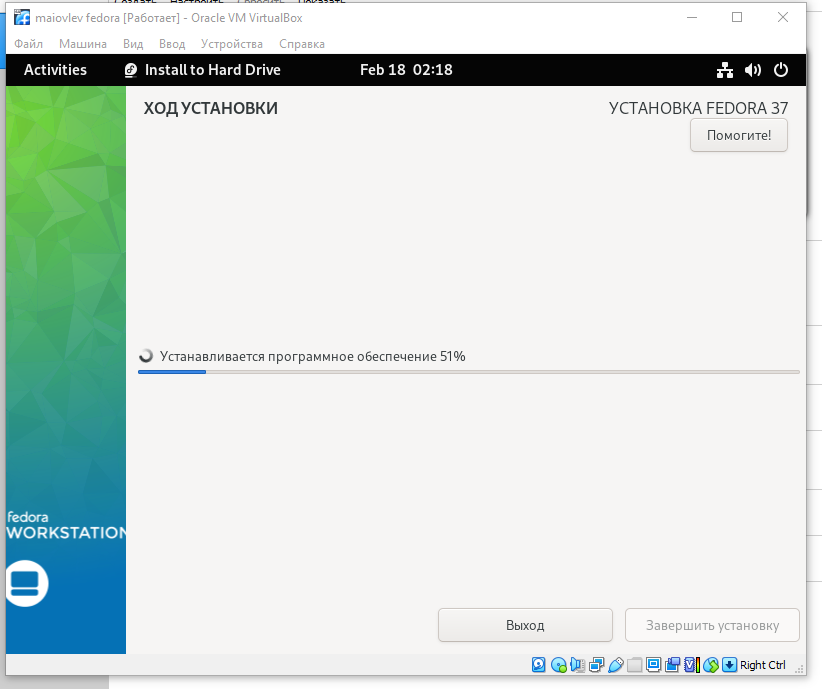 maiovlev fedora [Работает] - Oracle VM VirtualBox
Файл Машина Вид Ввод Устройства Справка
Activities Install to Hard Drive Feb 18 02:18
ХОД УСТАНОВКИ УСТАНОВКА FEDORA 37
Помогите!
Устанавливается программное обеспечение 51%
fedora
WORKSTATION
Выход Завершить установку
Right Ctrl